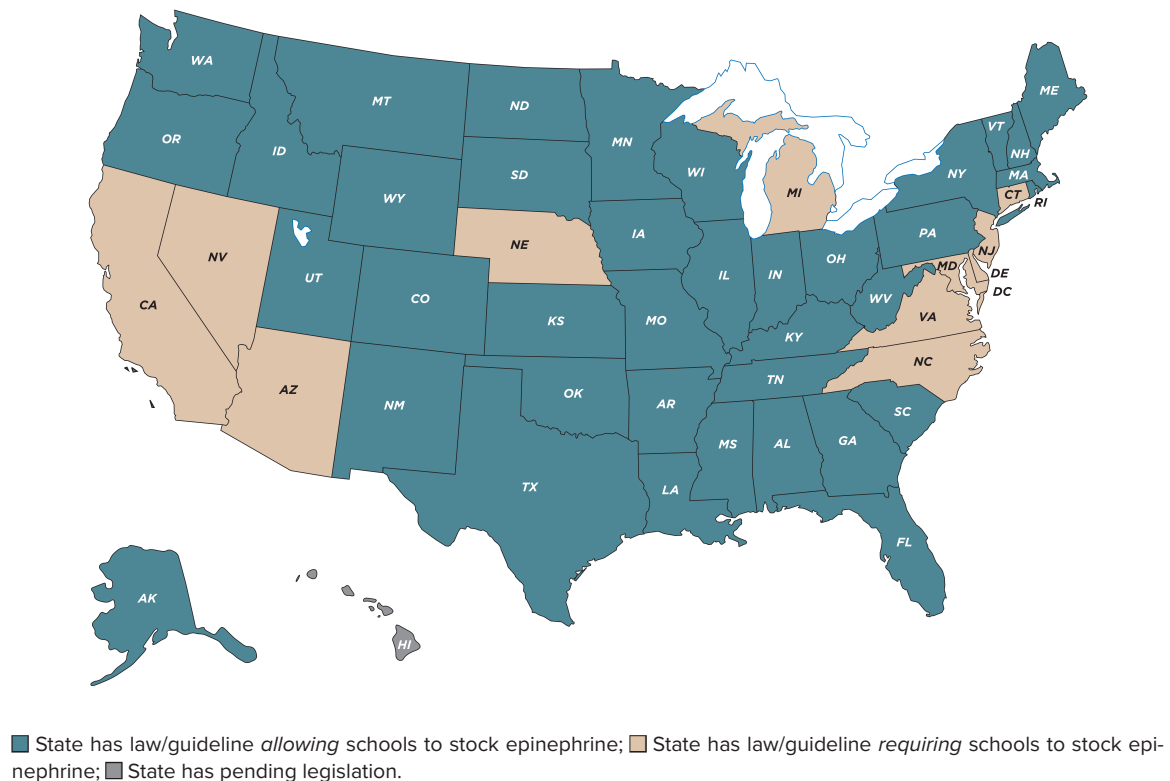 WA
MT
ND
MN
ME
VT
NH
OR
ID
SD
WI
NY
MA
WY
MI
CT
RI
IA
NE
PA
NV
UT
CO
IL
IN
OH
NJ
MD
DE
DC
CA
KS
MO
WV
VA
KY
NC
AZ
NM
OK
AR
TN
SC
MS
AL
GA
TX
LA
FL
AK
HI
State has law/guideline allowing schools to stock epinephrine; State has law/guideline requiring schools to stock epi-
nephrine; State has pending legislation.